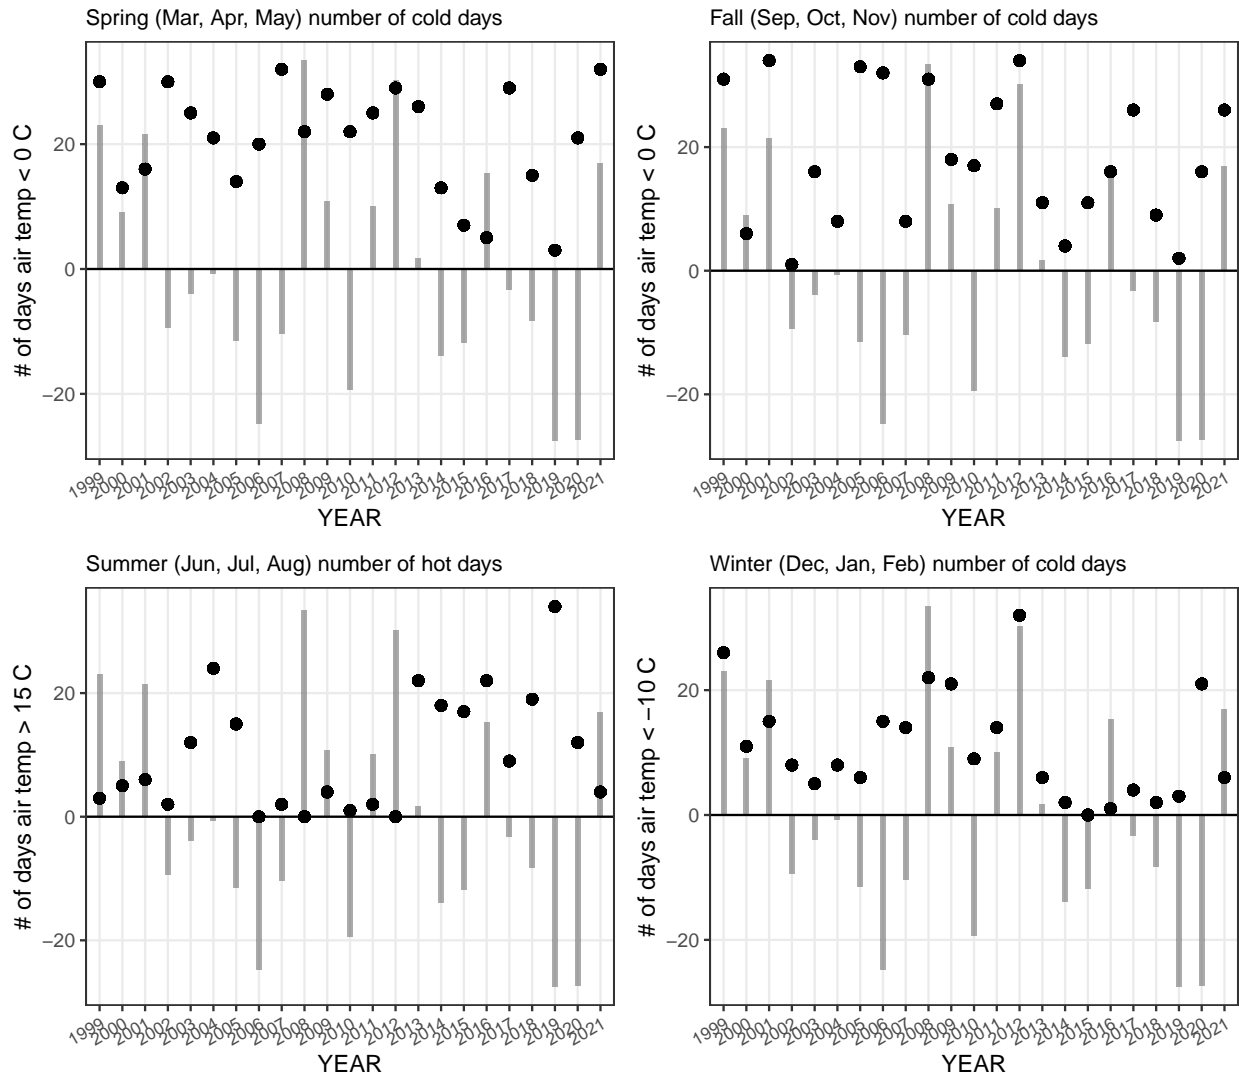 Spring (Mar, Apr, May) number of cold days
# of days air temp < 0 C
20
0
−20
1999 2000 2001 2002 2003 2004 2005 2006 2007 2008 2009 2010 2011 2012 2013 2014 2015 2016 2017 2018 2019 2020 2021
YEAR
Fall (Sep, Oct, Nov) number of cold days
# of days air temp < 0 C
20
0
−20
1999 2000 2001 2002 2003 2004 2005 2006 2007 2008 2009 2010 2011 2012 2013 2014 2015 2016 2017 2018 2019 2020 2021
YEAR
Summer (Jun, Jul, Aug) number of hot days
# of days air temp > 15 C
20
0
−20
1999 2000 2001 2002 2003 2004 2005 2006 2007 2008 2009 2010 2011 2012 2013 2014 2015 2016 2017 2018 2019 2020 2021
YEAR
Winter (Dec, Jan, Feb) number of cold days
# of days air temp < −10 C
20
0
−20
1999 2000 2001 2002 2003 2004 2005 2006 2007 2008 2009 2010 2011 2012 2013 2014 2015 2016 2017 2018 2019 2020 2021
YEAR